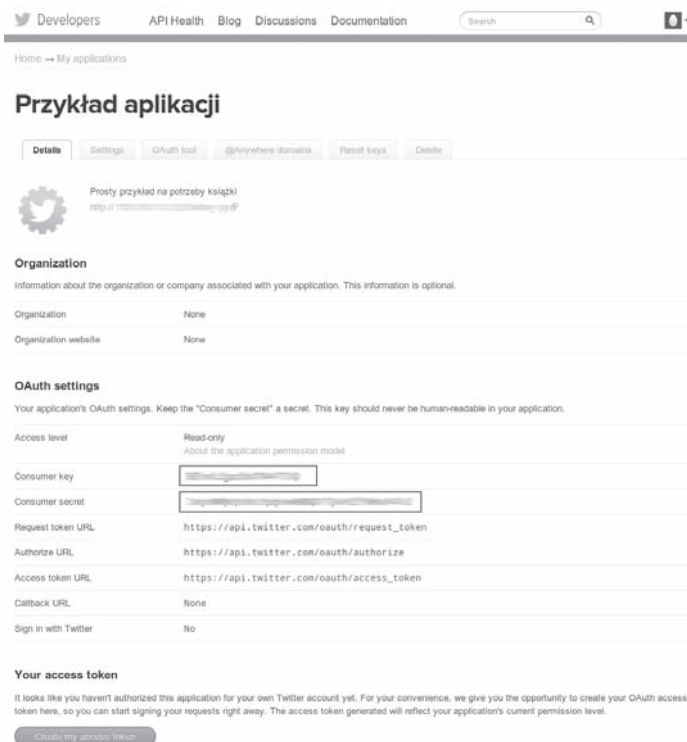 Developers API Health Blog Discussions Documentation Search
Home → My applications
Przykład aplikacji
Details Settings OAuth tool @Anywhere domains Reset keys Delete
Prosty przykład na potrzeby książki
http://
Organization
Information about the organization or company associated with your application. This information is optional.
Organization None
Organization website None
OAuth settings
Your application's OAuth settings. Keep the "Consumer secret" a secret. This key should never be human-readable in your application.
Access level Read-only
About the application permission model
Consumer key
Consumer secret
Request token URL https://api.twitter.com/oauth/request_token
Authorize URL https://api.twitter.com/oauth/authorize
Access token URL https://api.twitter.com/oauth/access_token
Callback URL None
Sign in with Twitter No
Your access token
It looks like you haven't authorized this application for your own Twitter account yet. For your convenience, we give you the opportunity to create your OAuth access
token here, so you can start signing your requests right away. The access token generated will reflect your application's current permission level.
Create my access token